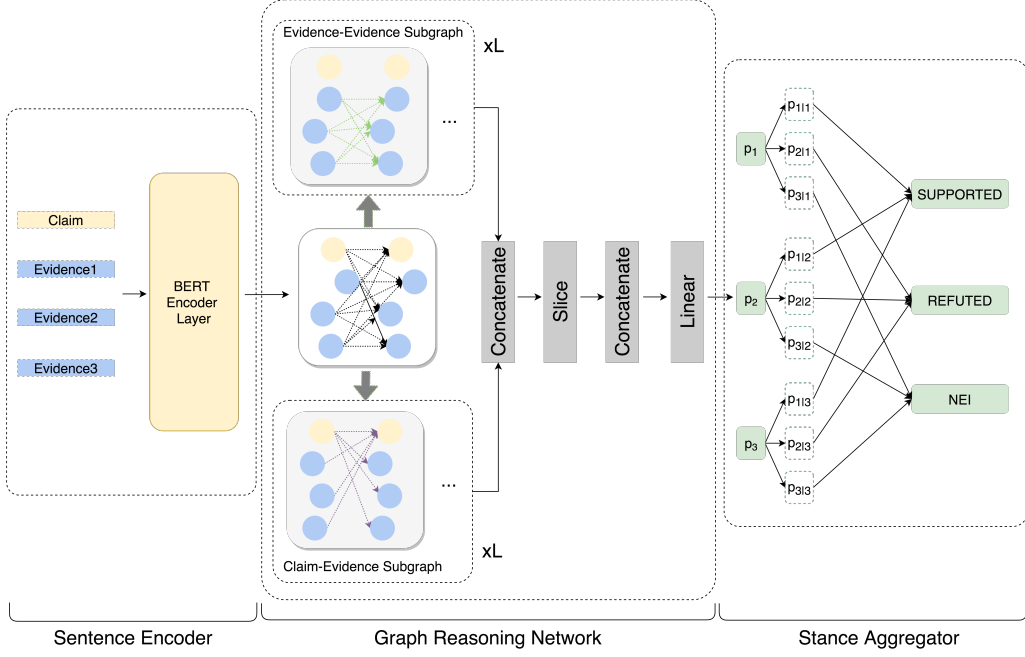 Claim
Evidence1
Evidence2
Evidence3
BERT
Encoder
Layer
Sentence Encoder
Evidence-Evidence Subgraph
xL
...
...
Claim-Evidence Subgraph
xL
Concatenate
Slice
Concatenate
Linear
Graph Reasoning Network
p1
p1|1
p2|1
p3|1
p2
p1|2
p2|2
p3|2
p3
p1|3
p2|3
p3|3
SUPPORTED
REFUTED
NEI
Stance Aggregator